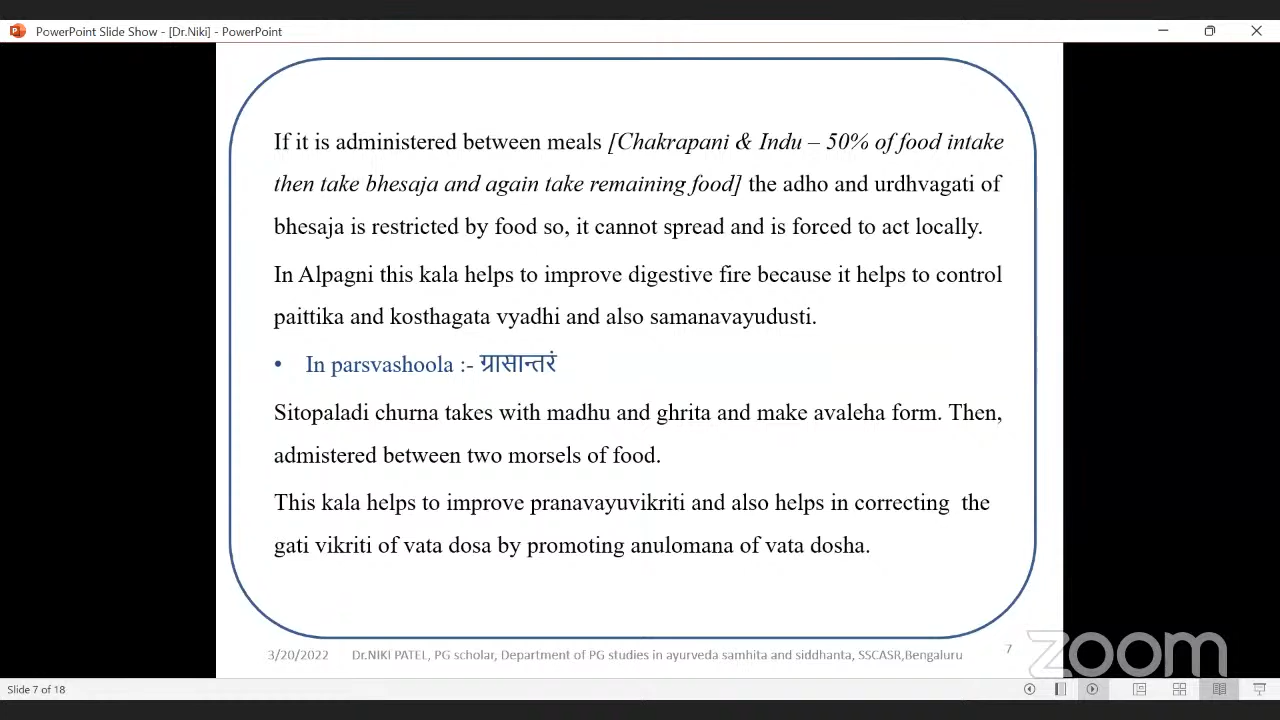 PowerPoint Slide Show - [Dr.Niki] - PowerPoint
If it is administered between meals [Chakrapani & Indu – 50% of food intake
then take bhesaja and again take remaining food] the adho and urdhvagati of
bhesaja is restricted by food so, it cannot spread and is forced to act locally.
In Alpagni this kala helps to improve digestive fire because it helps to control
paittika and kosthagata vyadhi and also samanavayudusti.
• In parsvashoola :- ग्रासान्तरं
Sitopaladi churna takes with madhu and ghrita and make avaleha form. Then,
admistered between two morsels of food.
This kala helps to improve pranavayuvikriti and also helps in correcting the
gati vikriti of vata dosa by promoting anulomana of vata dosha.
3/20/2022 Dr.NIKI PATEL, PG scholar, Department of PG studies in ayurveda samhita and siddhanta, SSCASR,Bengaluru 7
zoom
Slide 7 of 18